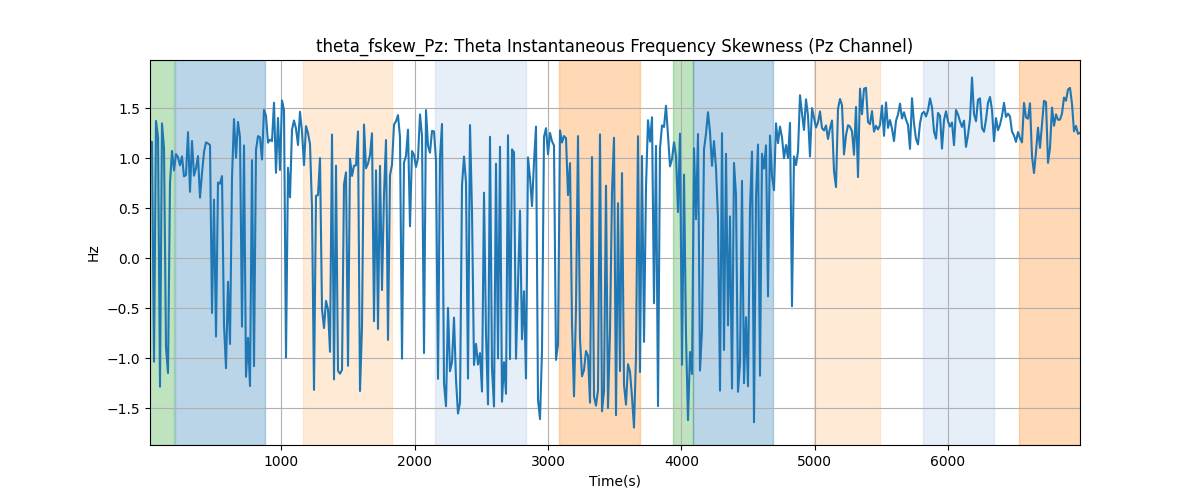 theta_fskew_Pz: Theta Instantaneous Frequency Skewness (Pz Channel)
1.5
1.0
0.5
0.0
−0.5
−1.0
−1.5
Hz
1000 2000 3000 4000 5000 6000
Time(s)